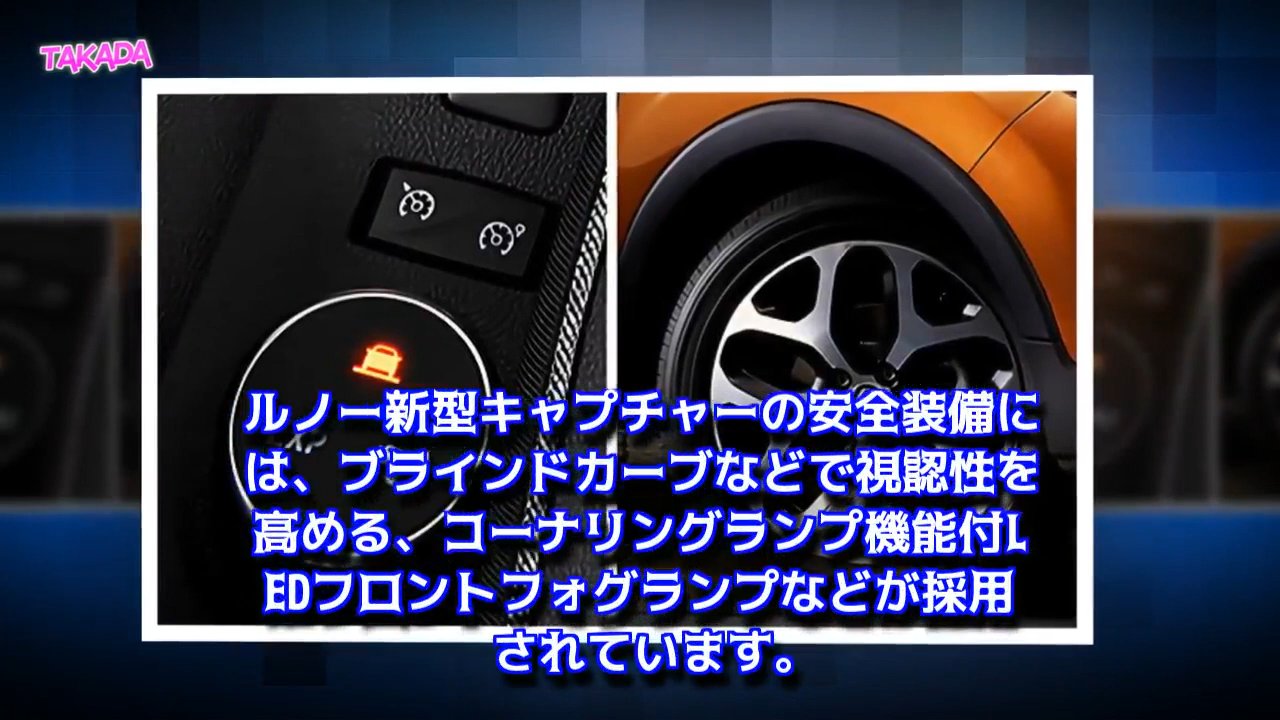 TAKADA
ルノー新型キャプチャーの安全装備に
は、ブラインドカーブなどで視認性を
高める、コーナリングランプ機能付L
EDフロントフォグランプなどが採用
されています。